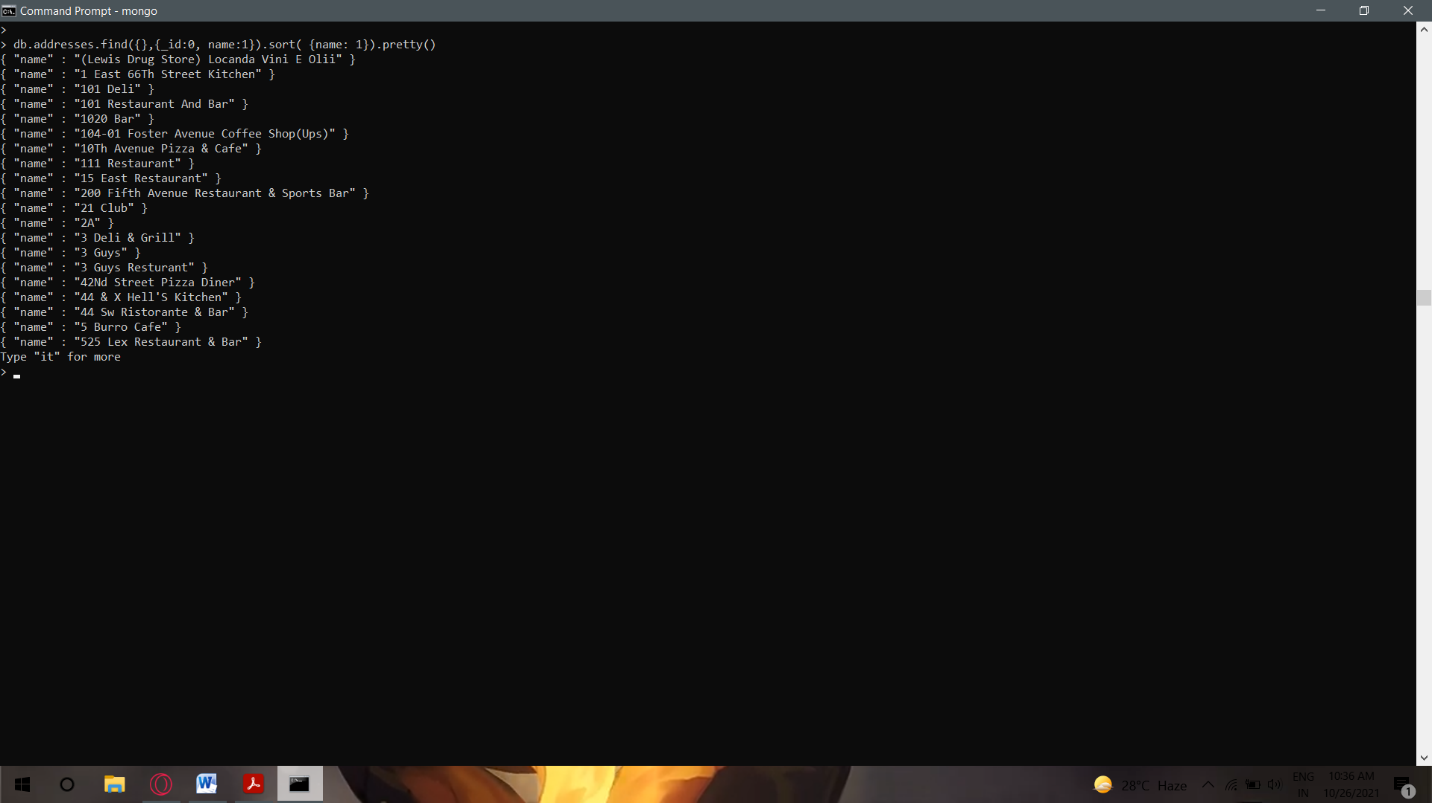 Command Prompt - mongo
>
> db.addresses.find({},{_id:0, name:1}).sort( {name: 1}).pretty()
{ "name" : "(Lewis Drug Store) Locanda Vini E Olii" }
{ "name" : "1 East 66Th Street Kitchen" }
{ "name" : "101 Deli" }
{ "name" : "101 Restaurant And Bar" }
{ "name" : "1020 Bar" }
{ "name" : "104-01 Foster Avenue Coffee Shop(Ups)" }
{ "name" : "10Th Avenue Pizza & Cafe" }
{ "name" : "111 Restaurant" }
{ "name" : "15 East Restaurant" }
{ "name" : "200 Fifth Avenue Restaurant & Sports Bar" }
{ "name" : "21 Club" }
{ "name" : "2A" }
{ "name" : "3 Deli & Grill" }
{ "name" : "3 Guys" }
{ "name" : "3 Guys Resturant" }
{ "name" : "42Nd Street Pizza Diner" }
{ "name" : "44 & X Hell'S Kitchen" }
{ "name" : "44 Sw Ristorante & Bar" }
{ "name" : "5 Burro Cafe" }
{ "name" : "525 Lex Restaurant & Bar" }
Type "it" for more
>
28°C Haze
ENG
IN
10:36 AM
10/26/2021
1